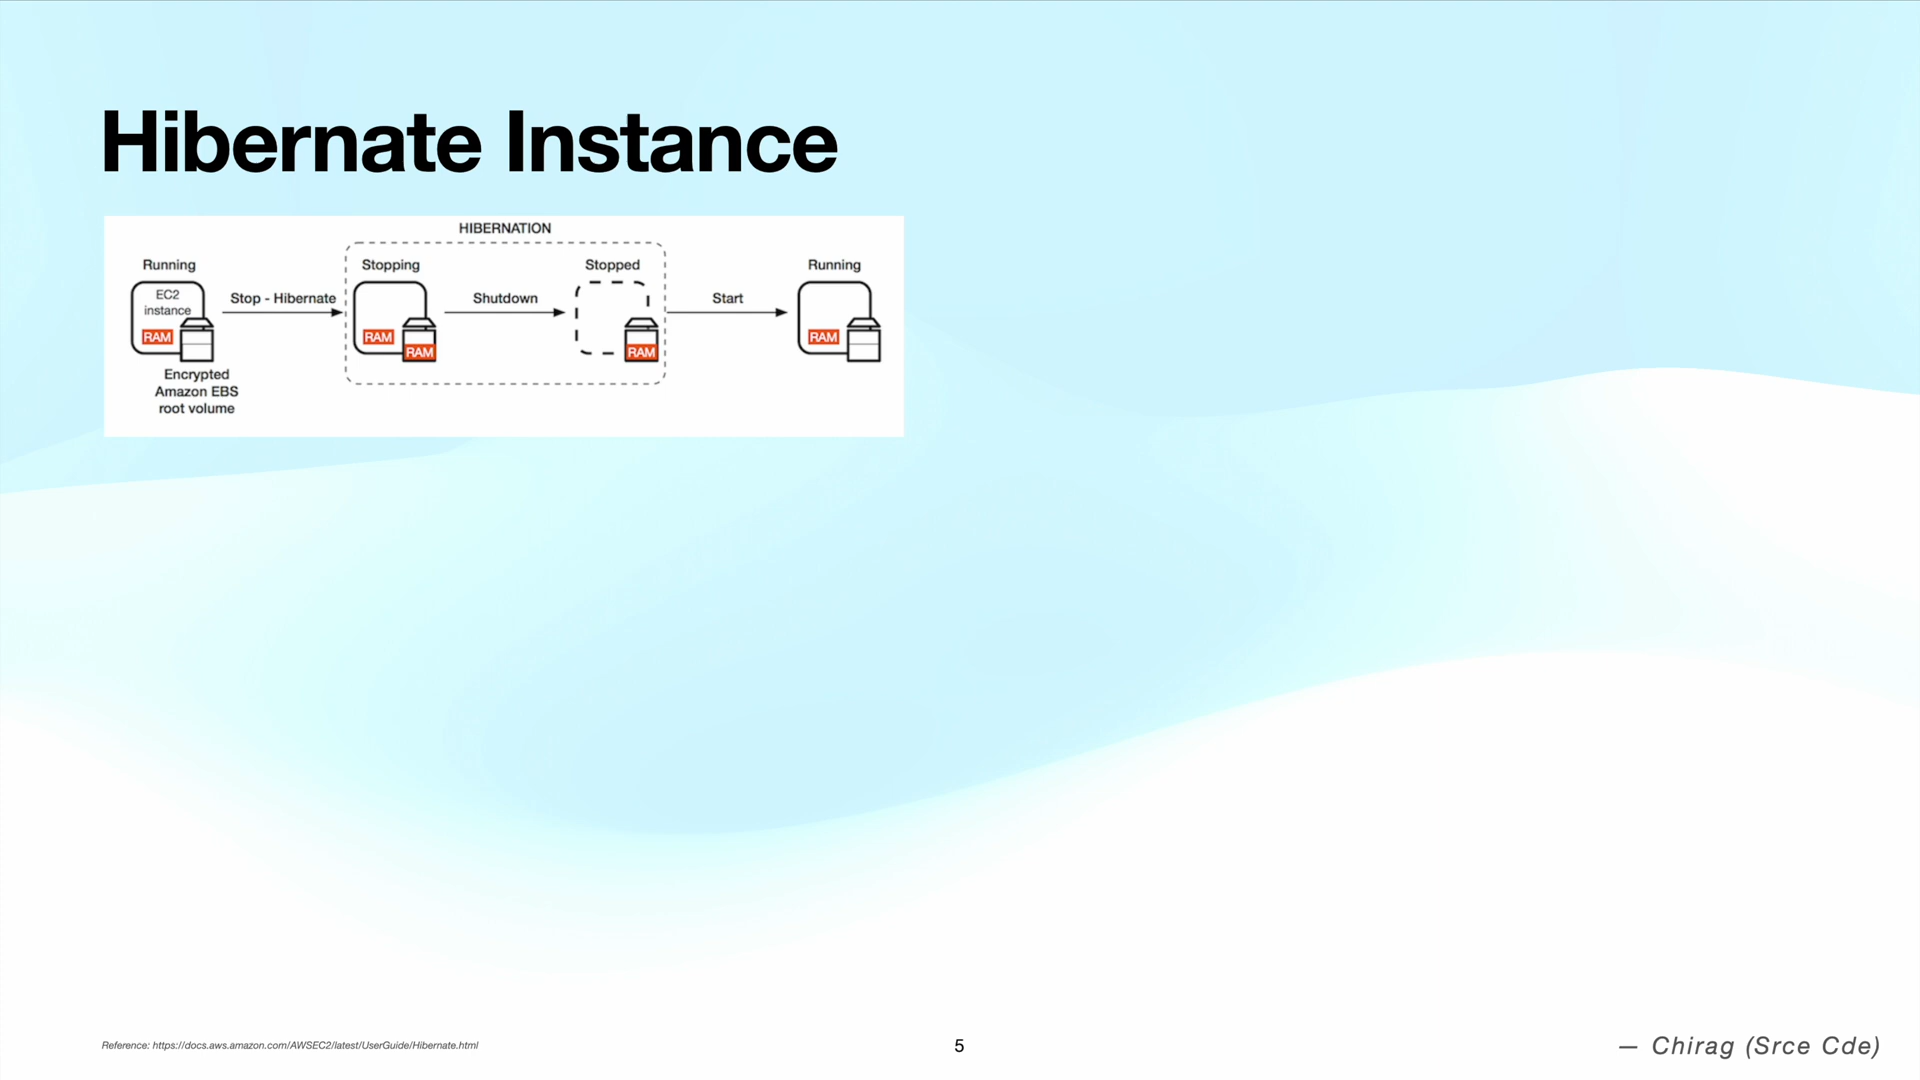 Hibernate Instance
HIBERNATION
Running
Stopping
Stopped
Running
EC2
instance
RAM
Stop - Hibernate
RAM
RAM
Shutdown
RAM
Start
RAM
Encrypted
Amazon EBS
root volume
Reference: https://docs.aws.amazon.com/AWSEC2/latest/UserGuide/Hibernate.html
5
— Chirag (Srce Cde)